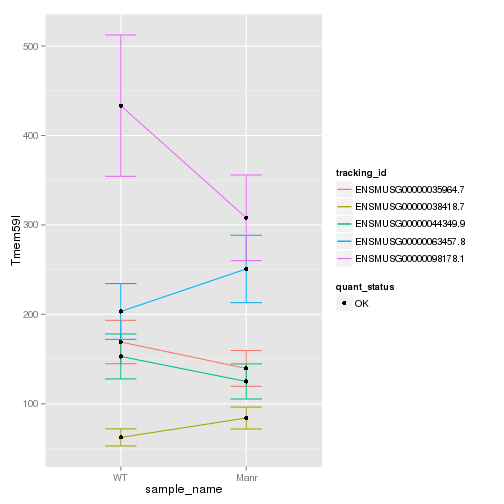 500
400
300
200
100
Tmem59l
WT
Manr
sample_name
tracking_id
ENSMUSG00000035964.7
ENSMUSG00000038418.7
ENSMUSG00000044349.9
ENSMUSG00000063457.8
ENSMUSG00000098178.1
quant_status
OK